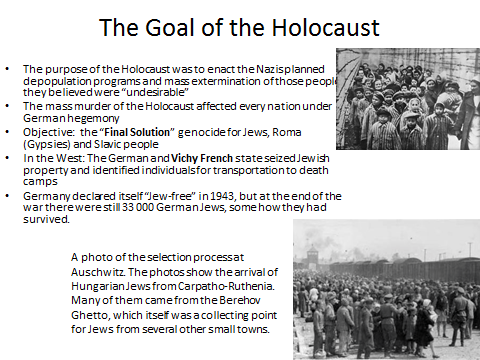 The Goal of the Holocaust
• The purpose of the Holocaust was to enact the Nazis planned
depopulation programs and mass extermination of those people
they believed were “undesirable”
• The mass murder of the Holocaust affected every nation under
German hegemony
• Objective: the “Final Solution” genocide for Jews, Roma
(Gypsies) and Slavic people
• In the West: The German and Vichy French state seized Jewish
property and identified individuals for transportation to death
camps
• Germany declared itself “Jew-free” in 1943, but at the end of the
war there were still 33 000 German Jews, some how they had
survived.
A photo of the selection process at
Auschwitz. The photos show the arrival of
Hungarian Jews from Carpatho-Ruthenia.
Many of them came from the Berehov
Ghetto, which itself was a collecting point
for Jews from several other small towns.